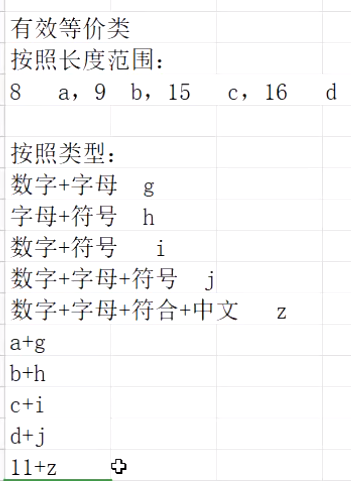 有效等价类
按照长度范围：
8 a，9 b，15 c，16 d
按照类型：
数字+字母 g
字母+符号 h
数字+符号 i
数字+字母+符号 j
数字+字母+符合+中文 z
a+g
b+h
c+i
d+j
11+z